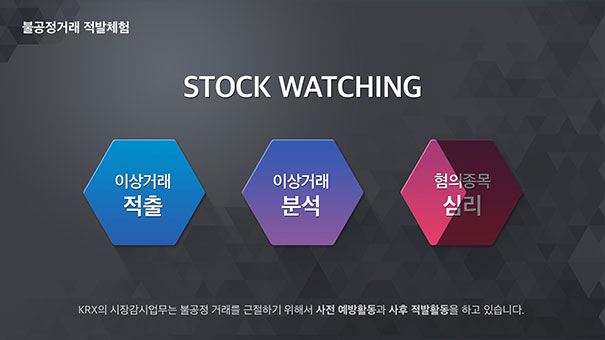 불공정거래 적발체험
STOCK WATCHING
이상거래
적출
이상거래
분석
혐의종목
심리
KRX의 시장감시업무는 불공정 거래를 근절하기 위해서 사전 예방활동과 사후 적발활동을 하고 있습니다.